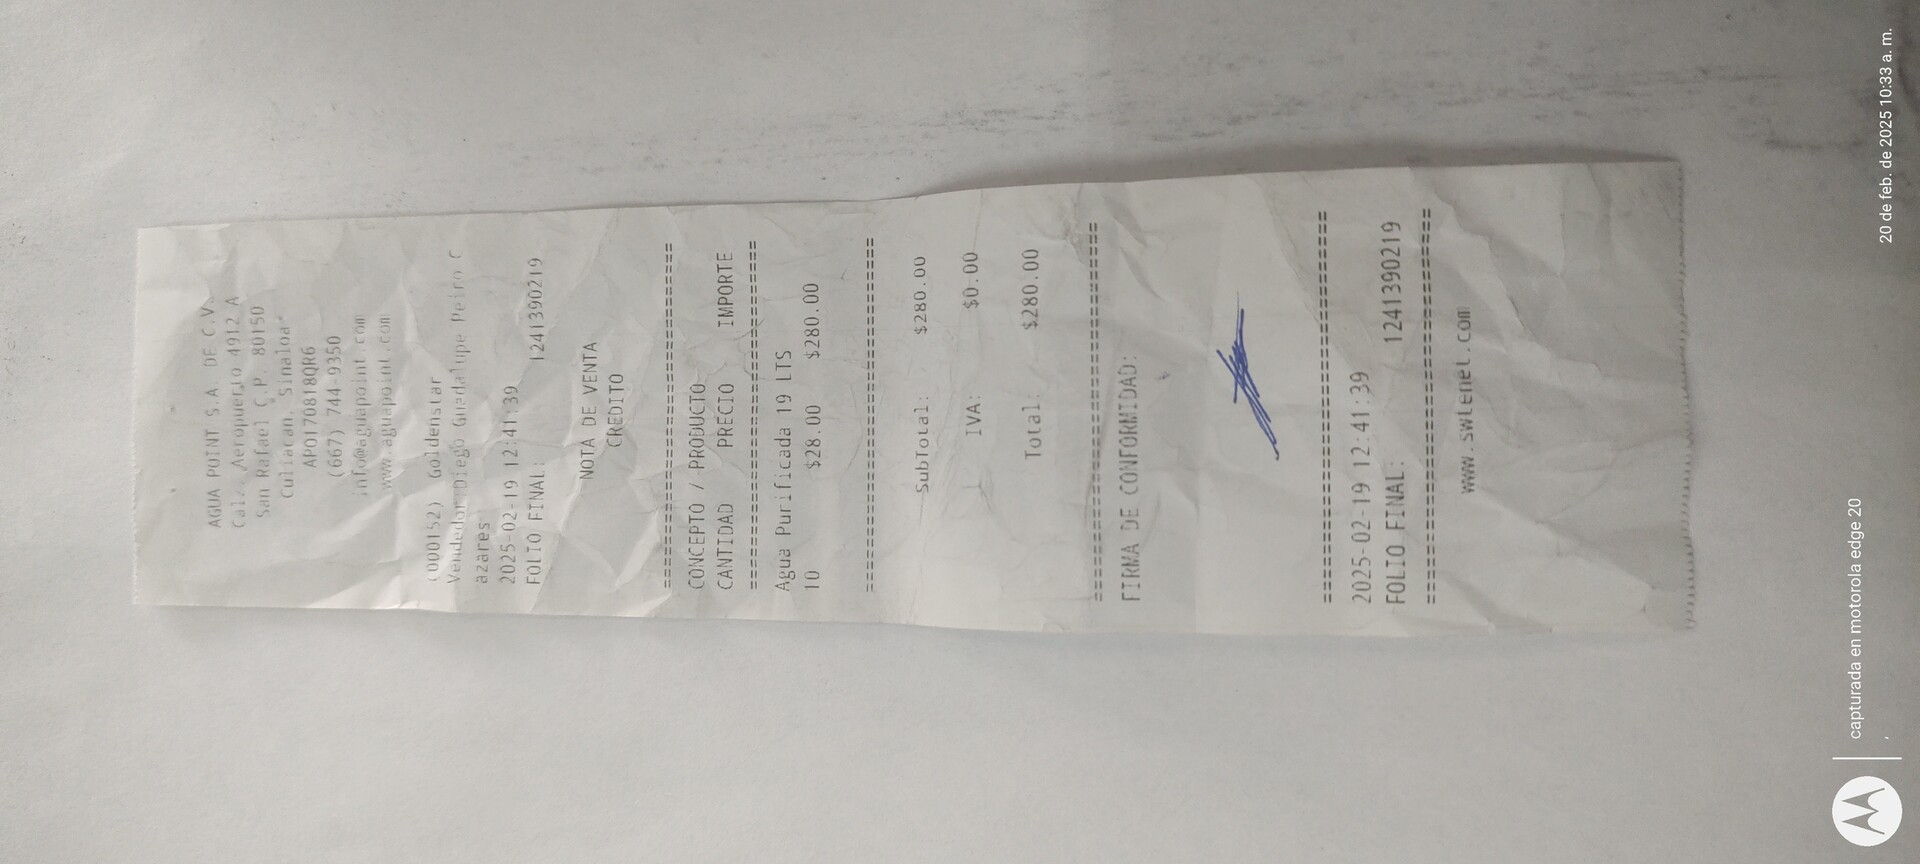 AGUA POINT S.A. DE C.V.
Calz. Aeropuerto 4912 A
San Rafael C.P. 80150
Culiacan, Sinaloa
APO170818QR6
(667) 744-9350
info@aguapoint.com
www.aguapoint.com
(000152) Goldenstar
Vendedor:Diego Guadalupe Peiro C
azares
2025-02-19 12:41:39
FOLIO FINAL: 1241390219
NOTA DE VENTA
CREDITO
================================
CONCEPTO / PRODUCTO
CANTIDAD PRECIO IMPORTE
================================
Agua Purificada 19 LTS
10 $28.00 $280.00
================================
SubTotal: $280.00
IVA: $0.00
Total: $280.00
================================
FIRMA DE CONFORMIDAD:
================================
2025-02-19 12:41:39
FOLIO FINAL: 1241390219
================================
www.swtenet.com
capturada en motorola edge 20
20 de feb. de 2025 10:33 a. m.